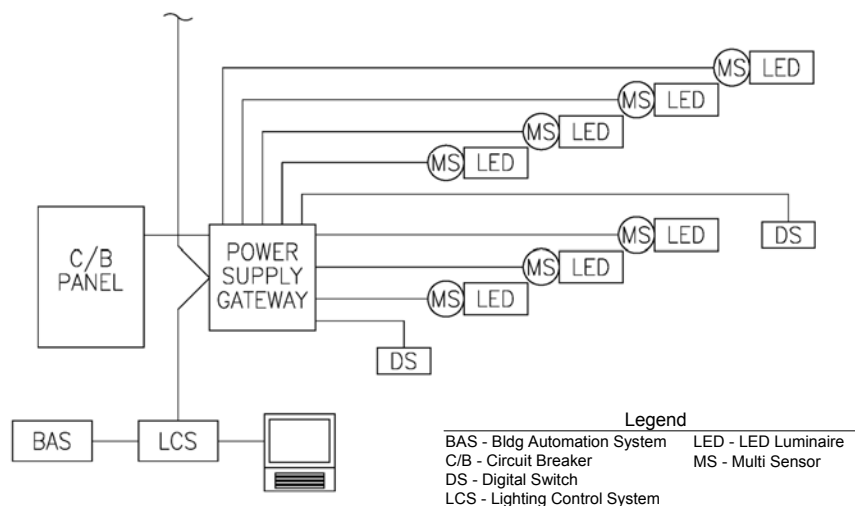 MS LED
MS LED
MS LED
MS LED
C/B
PANEL
POWER
SUPPLY
GATEWAY
MS LED
DS
MS LED
MS LED
DS
BAS
LCS
Legend
BAS - Bldg Automation System LED - LED Luminaire
C/B - Circuit Breaker MS - Multi Sensor
DS - Digital Switch
LCS - Lighting Control System